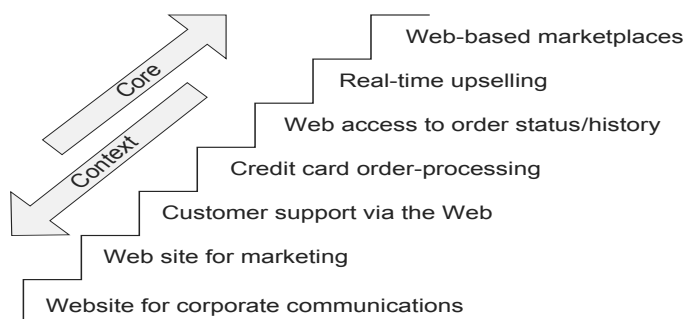 Web-based marketplaces
Core
Real-time upselling
Web access to order status/history
Context
Credit card order-processing
Customer support via the Web
Web site for marketing
Website for corporate communications